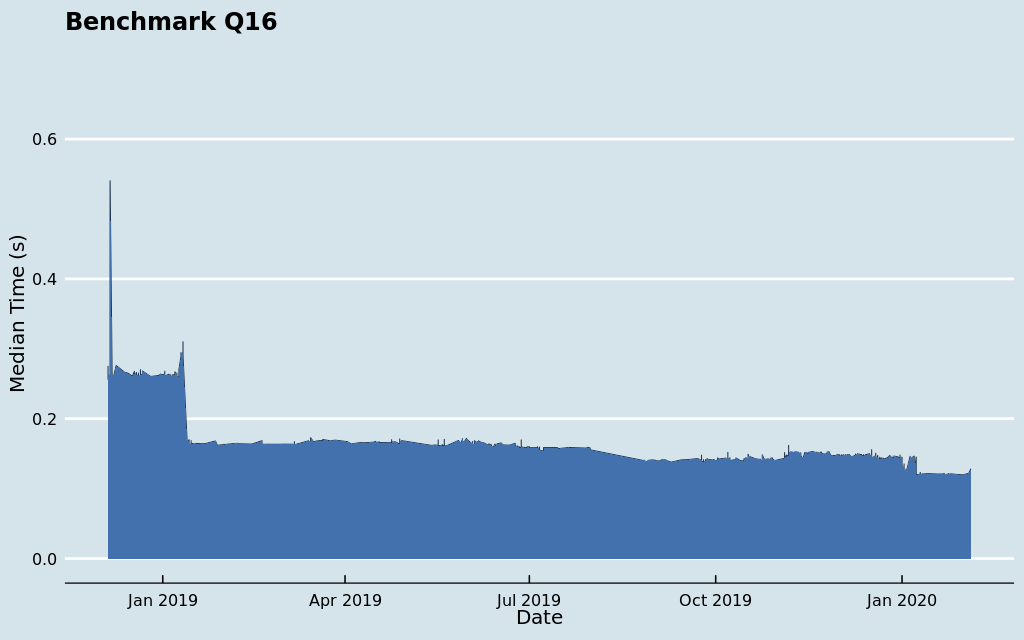 Benchmark Q16
Median Time (s)
0.6
0.4
0.2
0.0
Jan 2019
Apr 2019
Jul 2019
Oct 2019
Jan 2020
Date